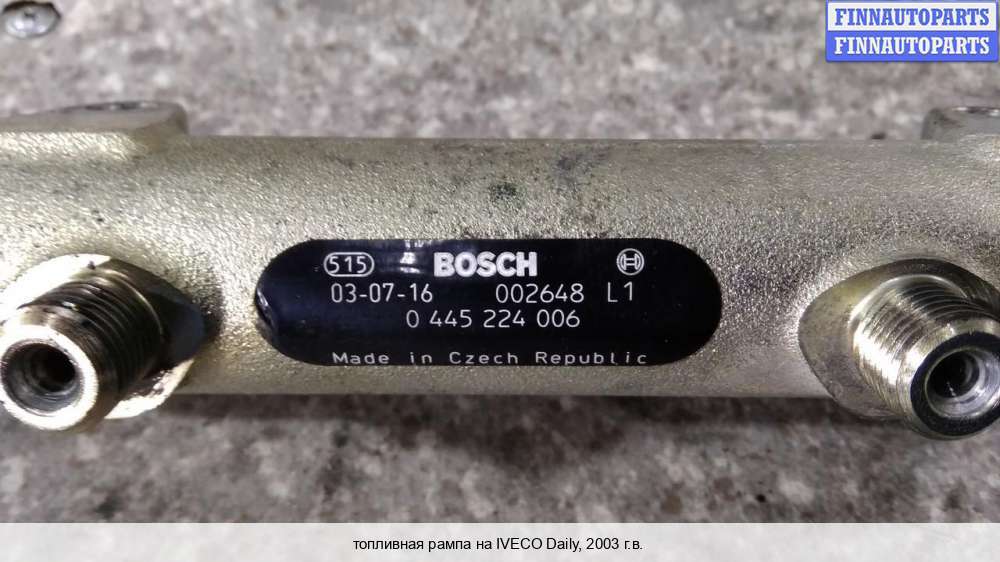 FINNAUTOPARTS
FINNAUTOPARTS
515 BOSCH
03-07-16 002648 L1
0 445 224 006
Made in Czech Republic
топливная рампа на IVECO Daily, 2003 г.в.